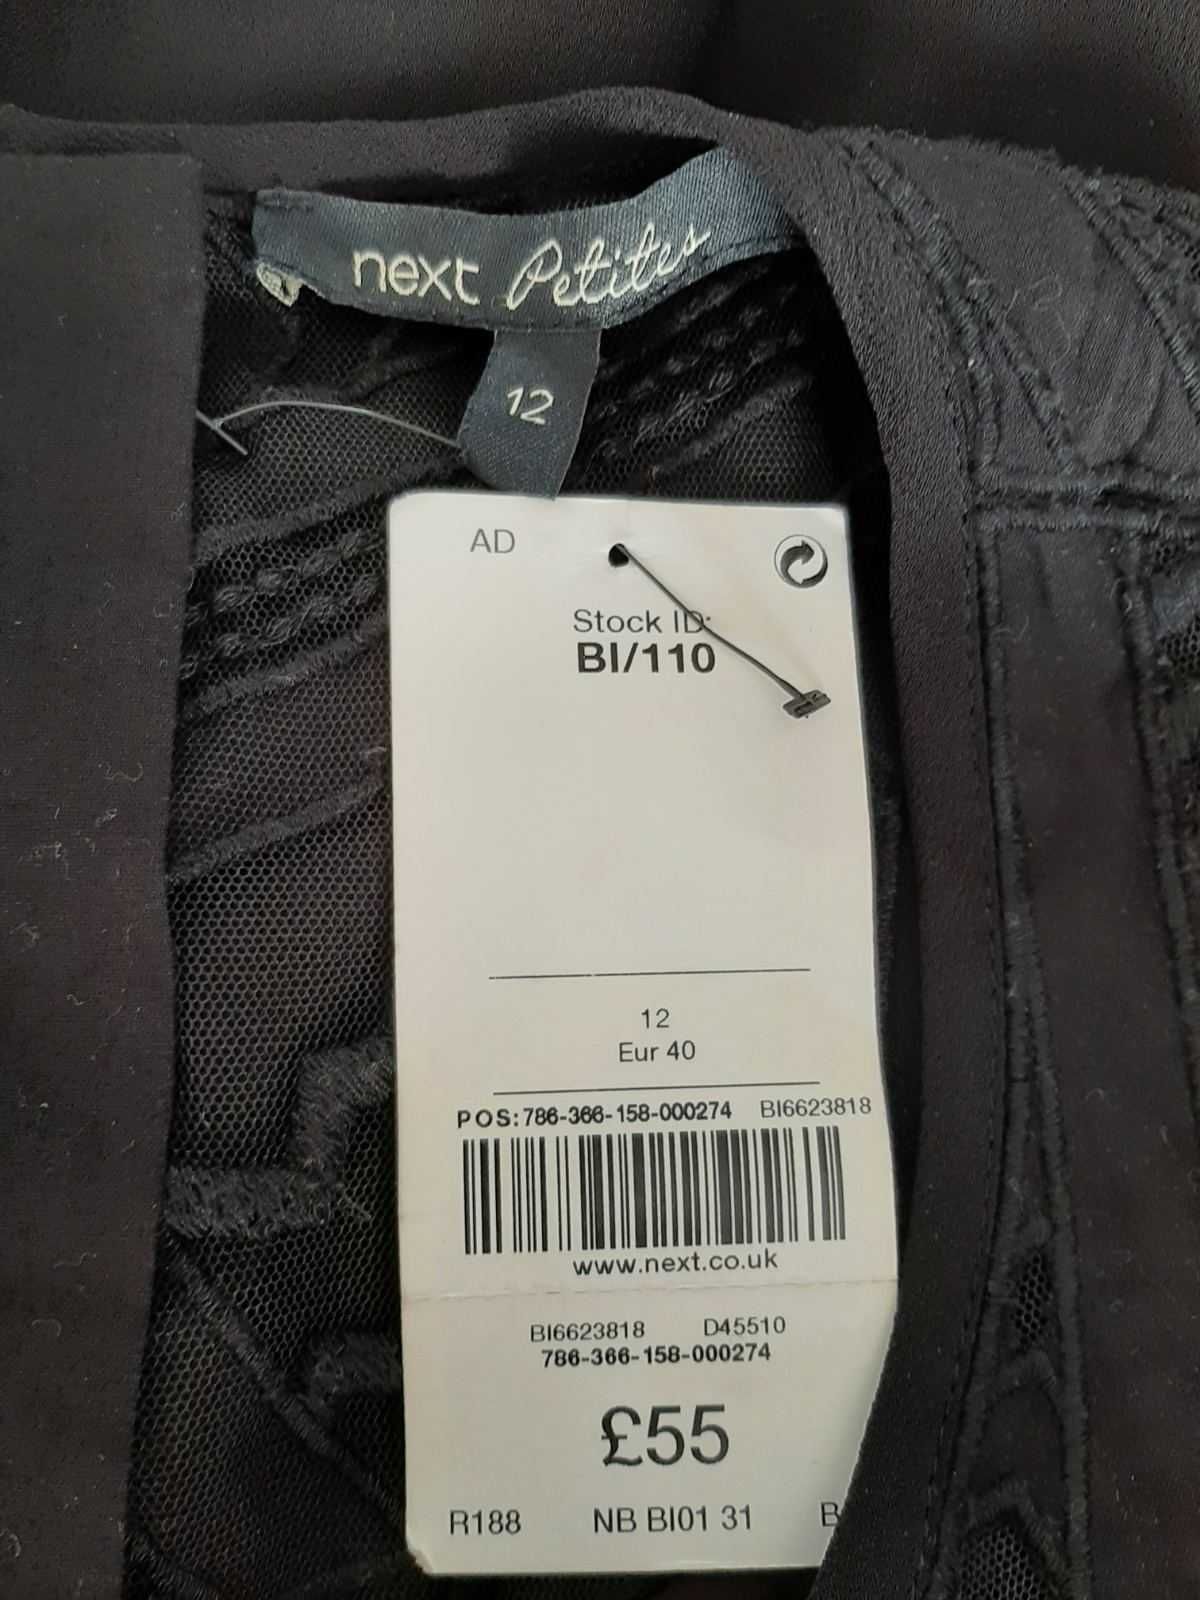 next Petites
12
AD
Stock ID:
BI/110
12
Eur 40
POS:786-366-158-000274 BI6623818
www.next.co.uk
BI6623818 D45510
786-366-158-000274
£55
R188 NB BI01 31